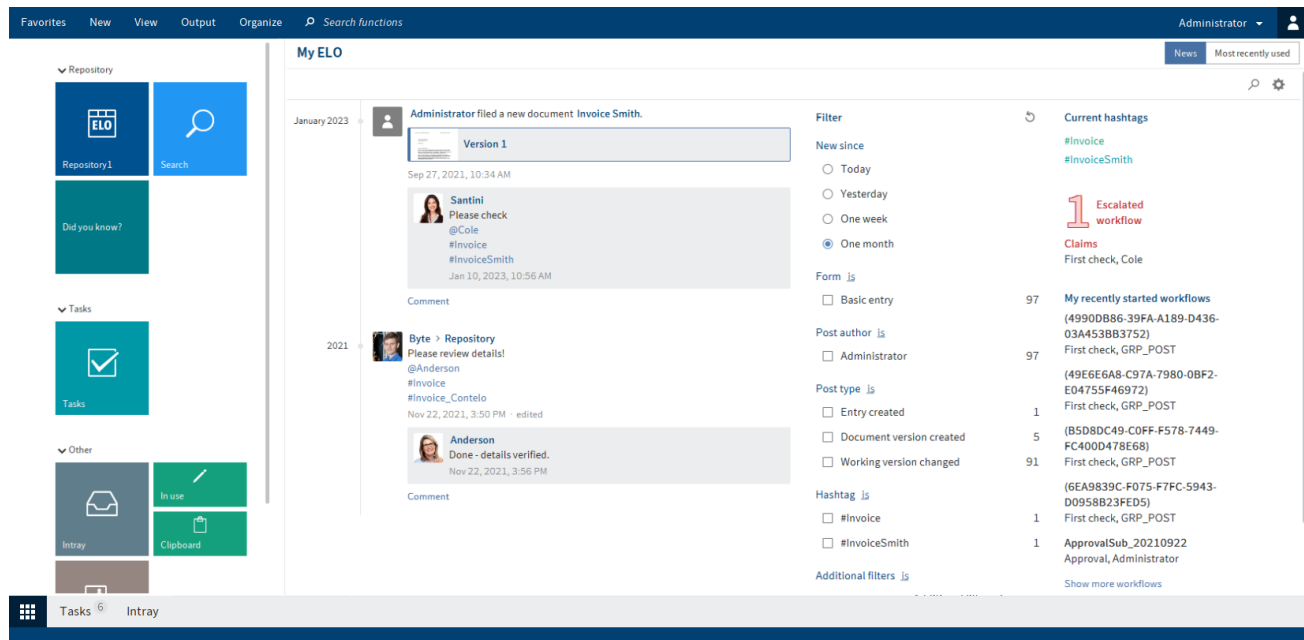 Favorites New View Output Organize Search functions Administrator
My ELO
News Most recently used
Repository
ELO
Repository1
Search
Did you know?
Tasks
Tasks
Other
Intray
In use
Clipboard
January 2023
Administrator filed a new document Invoice Smith.
Version 1
Sep 27, 2021, 10:34 AM
Santini
Please check
@Cole
#Invoice
#InvoiceSmith
Jan 10, 2023, 10:56 AM
Comment
2021
Byte > Repository
Please review details!
@Anderson
#Invoice
#Invoice_Contelo
Nov 22, 2021, 3:50 PM · edited
Anderson
Done - details verified.
Nov 22, 2021, 3:56 PM
Comment
Filter
New since
Today
Yesterday
One week
One month
Form is
Basic entry 97
Post author is
Administrator 97
Post type is
Entry created 1
Document version created 5
Working version changed 91
Hashtag is
#Invoice 1
#InvoiceSmith 1
Additional filters is
Current hashtags
#Invoice
#InvoiceSmith
1 Escalated
workflow
Claims
First check, Cole
My recently started workflows
(4990DB86-39FA-A189-D436-
03A453BB3752)
First check, GRP_POST
(49E6E6A8-C97A-7980-0BF2-
E04755F46972)
First check, GRP_POST
(B5D8DC49-C0FF-F578-7449-
FC400D478E68)
First check, GRP_POST
(6EA9839C-F075-F7FC-5943-
D0958B23FED5)
First check, GRP_POST
ApprovalSub_20210922
Approval, Administrator
Show more workflows
Tasks 6 Intray